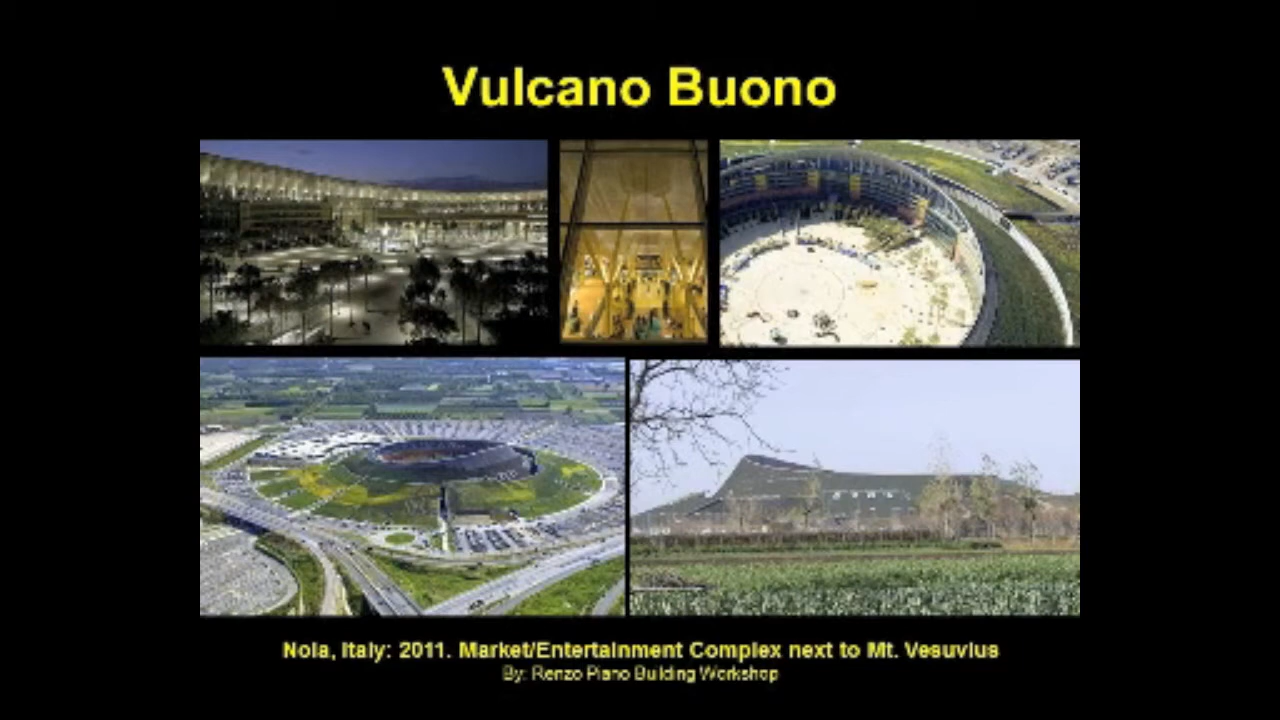 Vulcano Buono
Nola, Italy: 2011. Market/Entertainment Complex next to Mt. Vesuvius
By: Renzo Piano Building Workshop